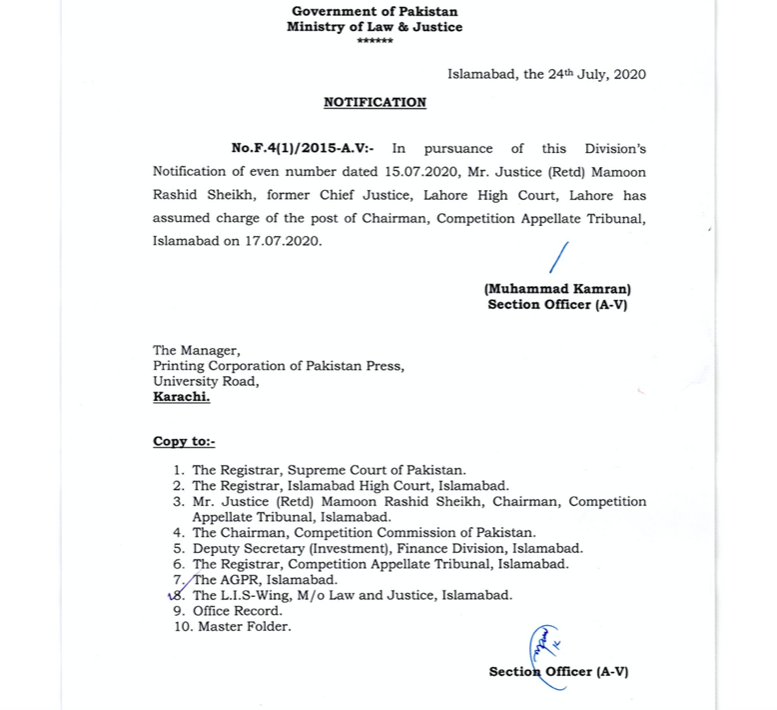 Government of Pakistan
Ministry of Law & Justice
******
Islamabad, the 24th July, 2020
NOTIFICATION
No.F.4(1)/2015-A.V:- In pursuance of this Division's
Notification of even number dated 15.07.2020, Mr. Justice (Retd) Mamoon
Rashid Sheikh, former Chief Justice, Lahore High Court, Lahore has
assumed charge of the post of Chairman, Competition Appellate Tribunal,
Islamabad on 17.07.2020.
(Muhammad Kamran)
Section Officer (A-V)
The Manager,
Printing Corporation of Pakistan Press,
University Road,
Karachi.
Copy to:-
1. The Registrar, Supreme Court of Pakistan.
2. The Registrar, Islamabad High Court, Islamabad.
3. Mr. Justice (Retd) Mamoon Rashid Sheikh, Chairman, Competition
Appellate Tribunal, Islamabad.
4. The Chairman, Competition Commission of Pakistan.
5. Deputy Secretary (Investment), Finance Division, Islamabad.
6. The Registrar, Competition Appellate Tribunal, Islamabad.
7. The AGPR, Islamabad.
8. The L.I.S-Wing, M/o Law and Justice, Islamabad.
9. Office Record.
10. Master Folder.
Section Officer (A-V)